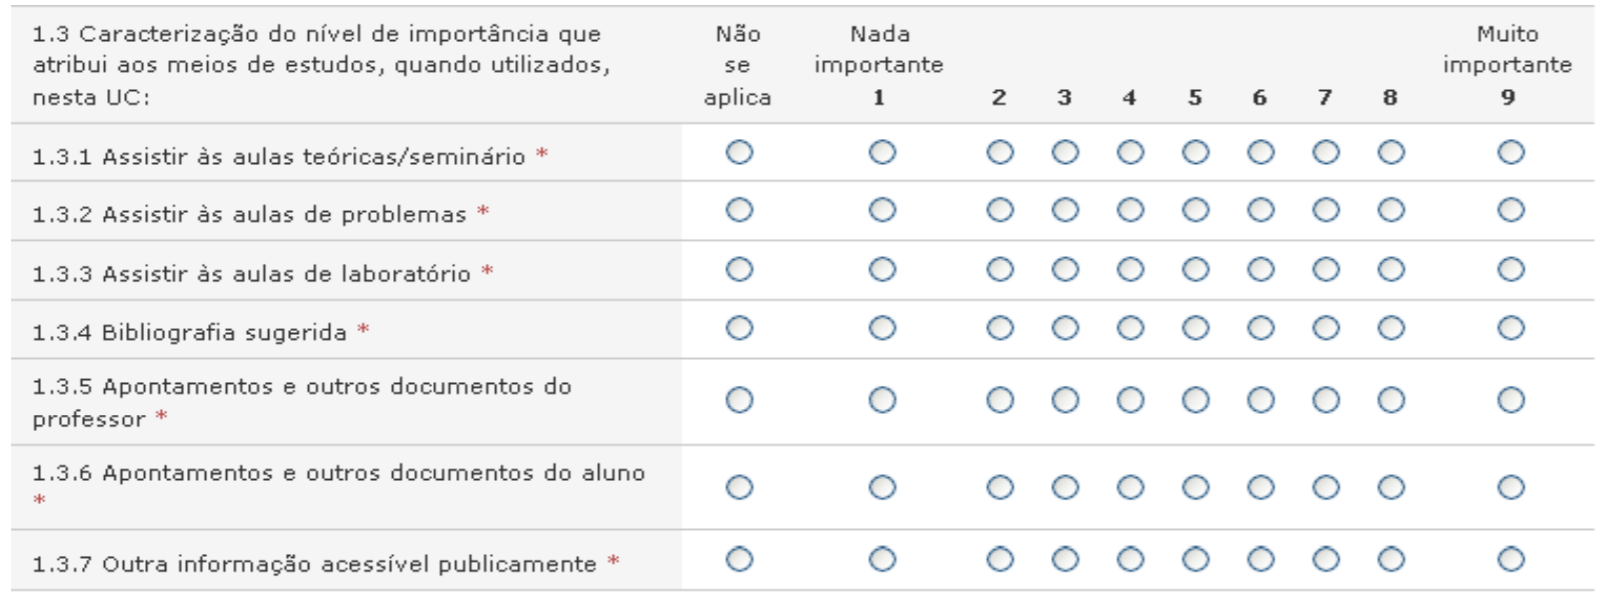 1.3 Caracterização do nível de importância que
atribui aos meios de estudos, quando utilizados,
nesta UC:
Não
se
aplica
Nada
importante
1
2 3 4 5 6 7 8
Muito
importante
9
1.3.1 Assistir às aulas teóricas/seminário *
1.3.2 Assistir às aulas de problemas *
1.3.3 Assistir às aulas de laboratório *
1.3.4 Bibliografia sugerida *
1.3.5 Apontamentos e outros documentos do
professor *
1.3.6 Apontamentos e outros documentos do aluno
*
1.3.7 Outra informação acessível publicamente *